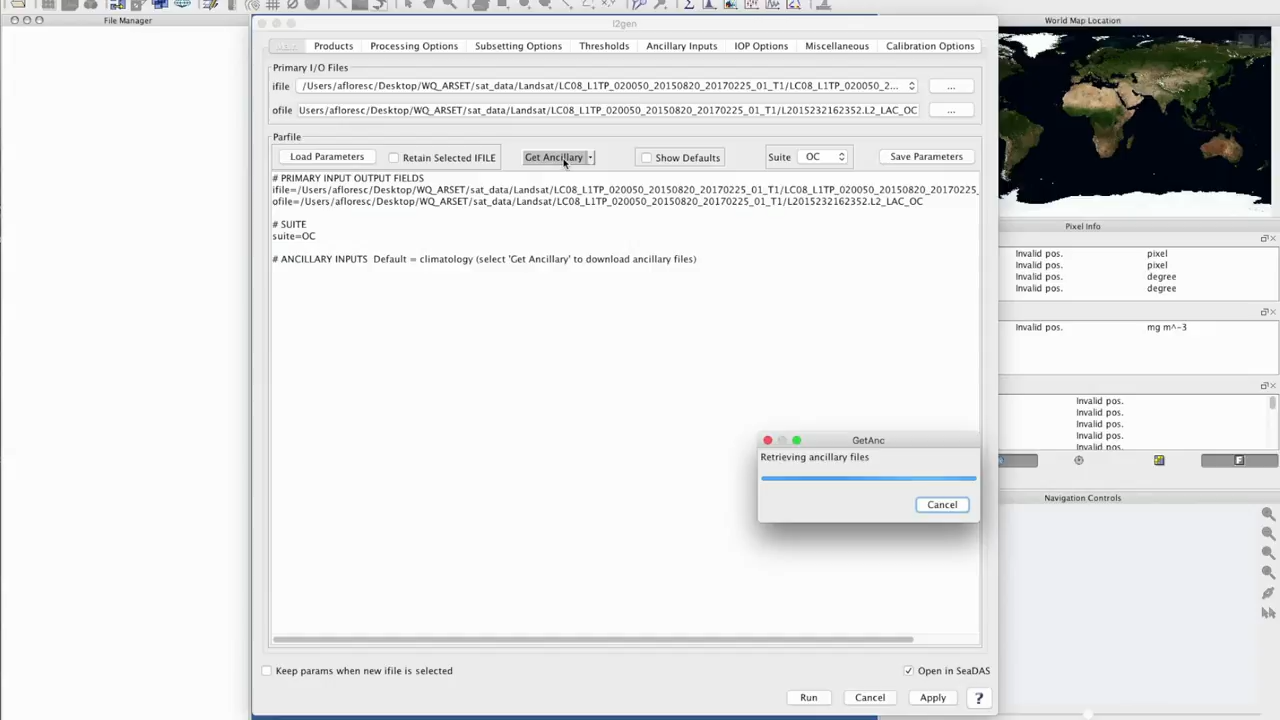 File Manager
l2gen
World Map Location
Products
Processing Options
Subsetting Options
Thresholds
Ancillary Inputs
IOP Options
Miscellaneous
Calibration Options
Primary I/O Files
ifile /Users/afloresc/Desktop/WQ_ARSET/sat_data/Landsat/LC08_L1TP_020050_20150820_20170225_01_T1/LC08_L1TP_020050_2... ...
ofile Users/afloresc/Desktop/WQ_ARSET/sat_data/Landsat/LC08_L1TP_020050_20150820_20170225_01_T1/L2015232162352.L2_LAC_OC ...
Parfile
Load Parameters
Retain Selected IFILE
Get Ancillary
Show Defaults
Suite OC
Save Parameters
# PRIMARY INPUT OUTPUT FIELDS
ifile=/Users/afloresc/Desktop/WQ_ARSET/sat_data/Landsat/LC08_L1TP_020050_20150820_20170225_01_T1/LC08_L1TP_020050_20150820_20170225_
ofile=/Users/afloresc/Desktop/WQ_ARSET/sat_data/Landsat/LC08_L1TP_020050_20150820_20170225_01_T1/L2015232162352.L2_LAC_OC
# SUITE
suite=OC
# ANCILLARY INPUTS Default = climatology (select 'Get Ancillary' to download ancillary files)
Pixel Info
Invalid pos. pixel
Invalid pos. pixel
Invalid pos. degree
Invalid pos. degree
Invalid pos. mg m^-3
Invalid pos.
Invalid pos.
Invalid pos.
Invalid pos.
Invalid pos.
GetAnc
Retrieving ancillary files
Cancel
Navigation Controls
Keep params when new ifile is selected
Open in SeaDAS
Run
Cancel
Apply
?